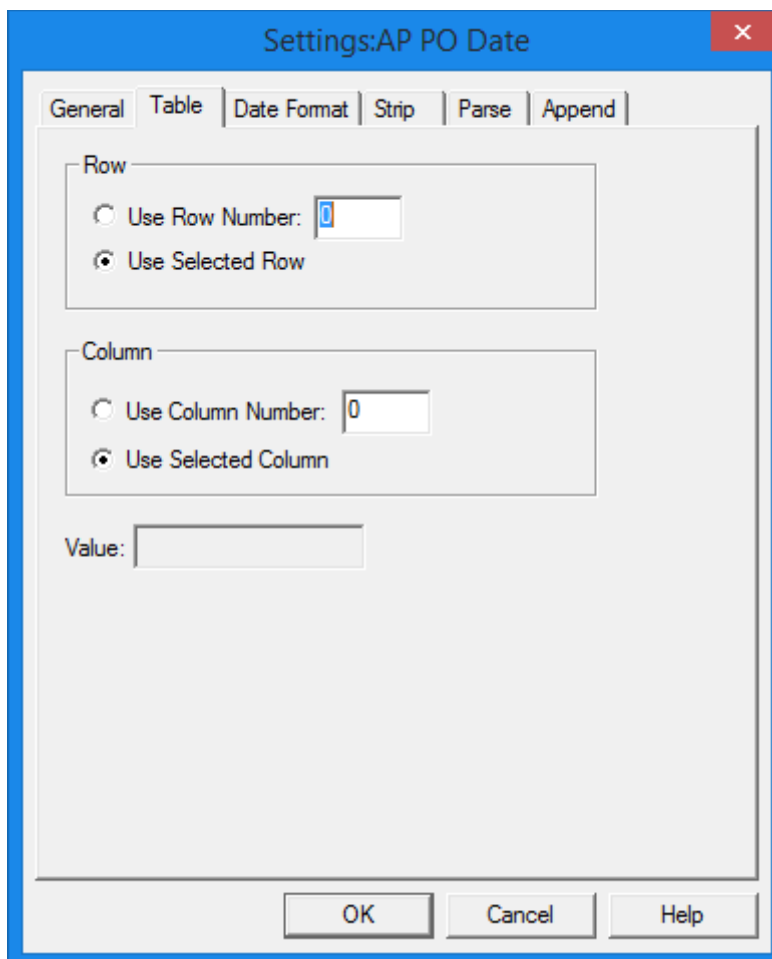 Settings:AP PO Date
General Table Date Format Strip Parse Append
Row
Use Row Number: 0
Use Selected Row
Column
Use Column Number: 0
Use Selected Column
Value:
OK Cancel Help